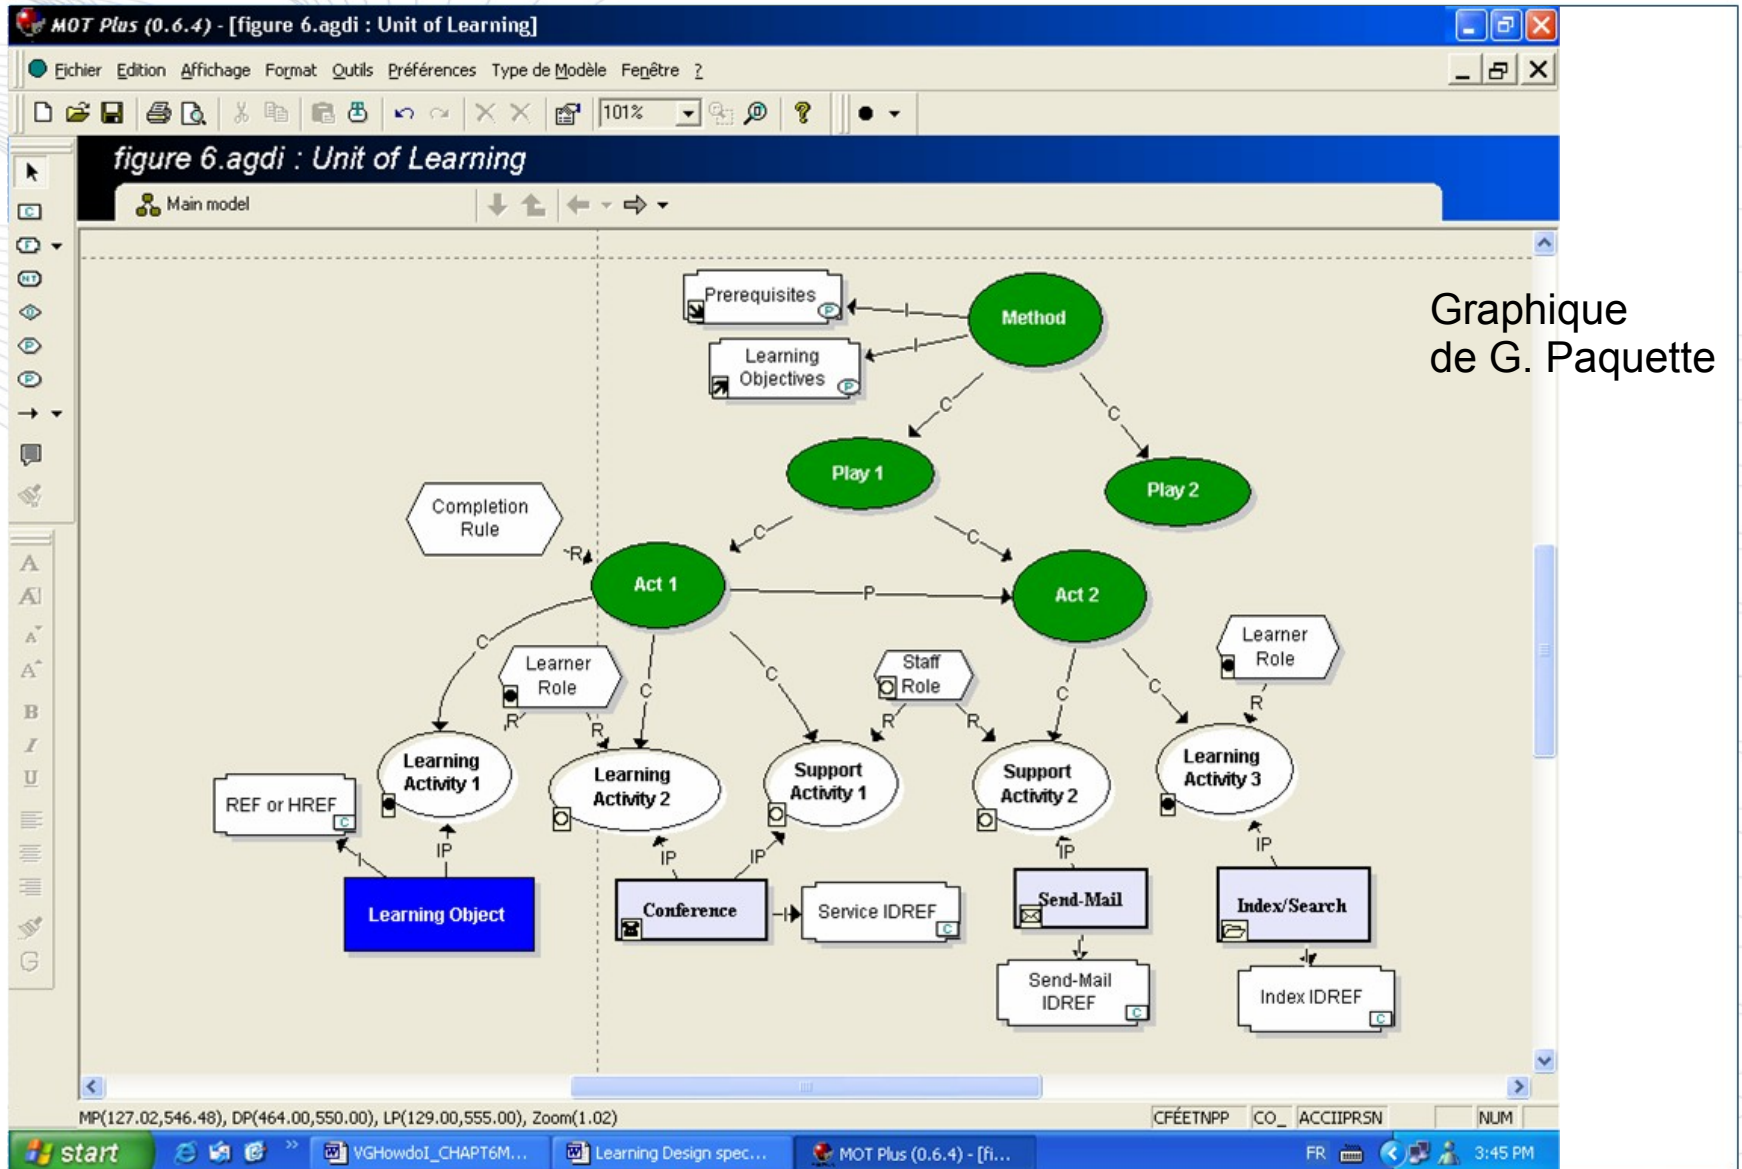 MOT Plus (0.6.4) - [figure 6.agdi : Unit of Learning]
Fichier Edition Affichage Format Outils Préférences Type de Modèle Fenêtre ?
101%
figure 6.agdi : Unit of Learning
Main model
Prerequisites
Method
Graphique
de G. Paquette
Learning
Objectives
I
I
C
C
Play 1
Play 2
Completion
Rule
C
C
R
Act 1
P
Act 2
Learner
Role
Staff
Role
Learner
Role
C
C
C
C
C
R
R
R
R
R
Learning
Activity 1
Learning
Activity 2
Support
Activity 1
Support
Activity 2
Learning
Activity 3
REF or HREF
C
I
IP
IP
IP
IP
IP
Learning Object
Conference
I
Service IDREF
C
Send-Mail
Index/Search
Send-Mail
IDREF
C
Index IDREF
C
MP(127.02,546.48), DP(464.00,550.00), LP(129.00,555.00), Zoom(1.02)
CFÉETNPP CO_ ACCIIPRSN NUM
start
VGHowdoI_CHAPT6M...
Learning Design spec...
MOT Plus (0.6.4) - [fi...
FR
3:45 PM